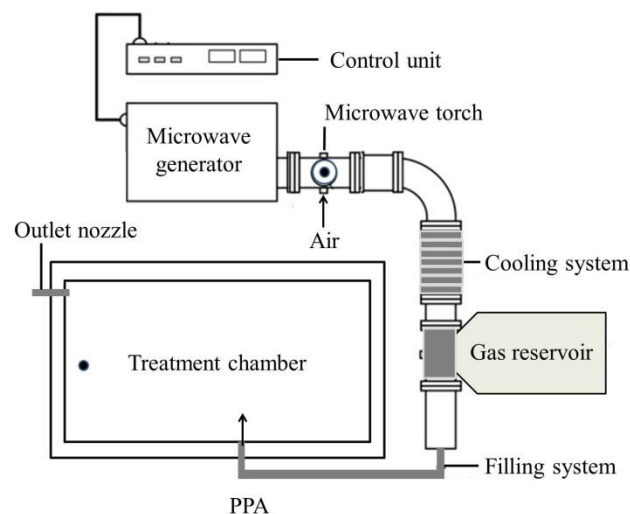 Control unit
Microwave torch
Microwave
generator
Air
Outlet nozzle
Cooling system
Treatment chamber
Gas reservoir
Filling system
PPA